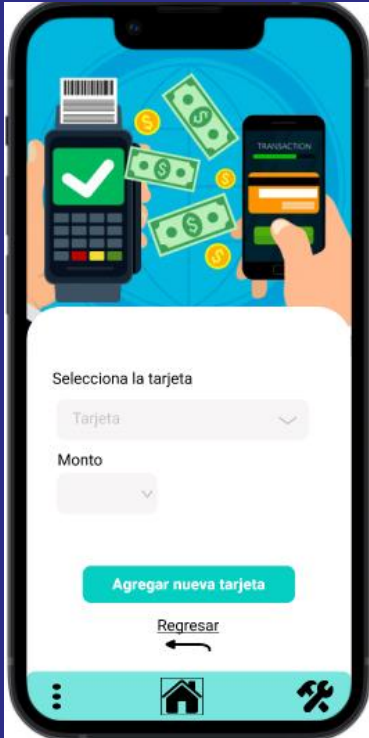 TRANSACTION
Selecciona la tarjeta
Tarjeta
Monto
Agregar nueva tarjeta
Regresar